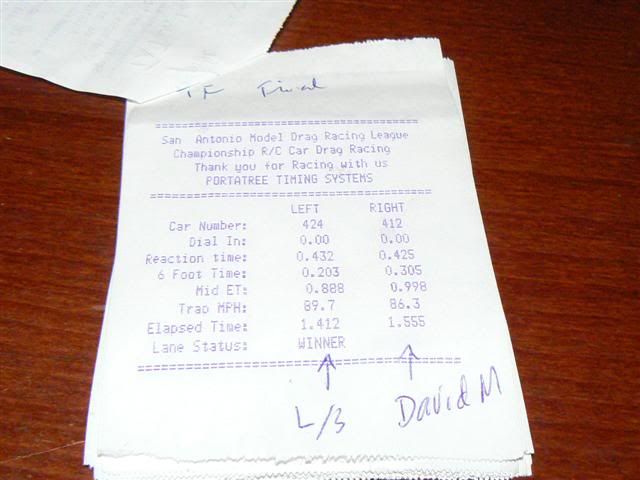 TF Final
=======================================
San Antonio Model Drag Racing League
Championship R/C Car Drag Racing
Thank you for Racing with us
PORTATREE TIMING SYSTEMS
=======================================
LEFT RIGHT
Car Number: 424 412
Dial In: 0.00 0.00
Reaction time: 0.432 0.425
6 Foot Time: 0.203 0.305
Mid ET: 0.888 0.998
Trap MPH: 89.7 86.3
Elapsed Time: 1.412 1.555
Lane Status: WINNER
=======================================
L/3 David M